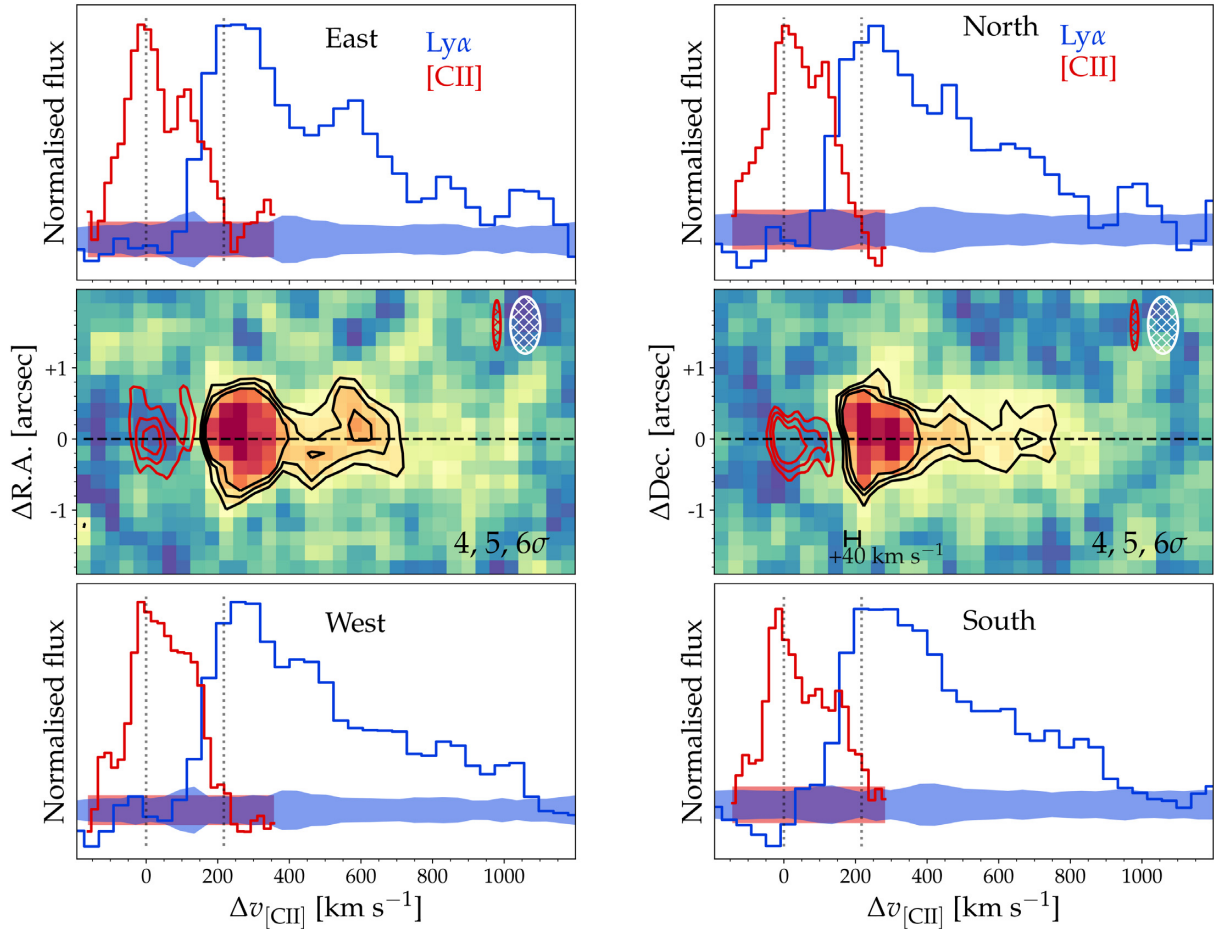 Normalised flux
East
Lyα
[CII]
Normalised flux
North
Lyα
[CII]
ΔR.A. [arcsec]
+1
0
-1
4, 5, 6σ
ΔDec. [arcsec]
+1
0
-1
+40 km s⁻¹
4, 5, 6σ
Normalised flux
West
0 200 400 600 800 1000
Δv[CII] [km s⁻¹]
Normalised flux
South
0 200 400 600 800 1000
Δv[CII] [km s⁻¹]